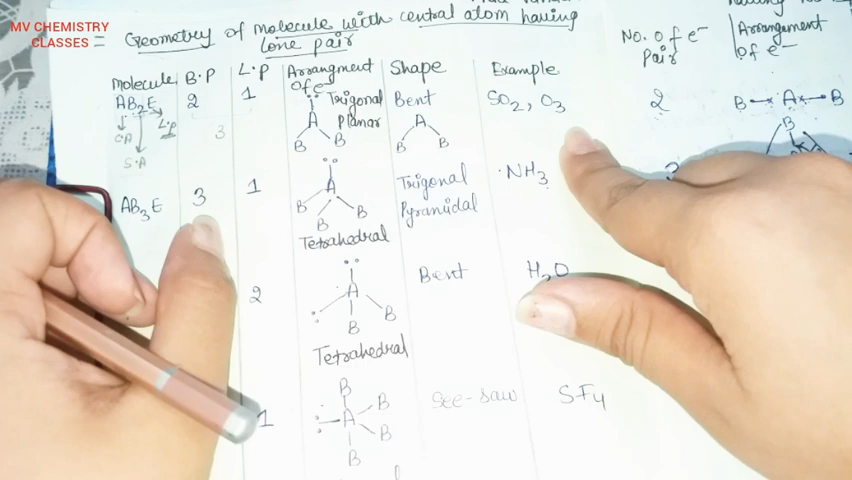 MV CHEMISTRY
CLASSES
= Geometry of molecule with central atom having
lone pair
Molecule B.P L.P Arrangment Shape Example
of e-
AB2E 2 1 Trigonal Bent SO2, O3
Planar
A
B B
A
B B
C.A L.P 3
S.A
AB3E 3 1 A Trigonal NH3
B B B Pyramidal
Tetrahedral
2 A Bent H2O
B B
Tetrahedral
1 B See-saw SF4
A B
B
B
No. of e-
Pair
Arrangement
of e-
2 B A B
B